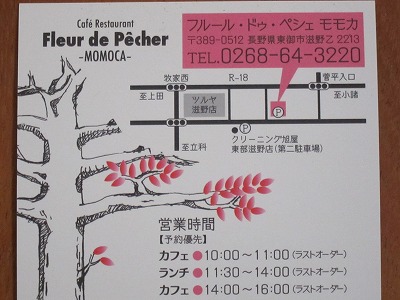 Café Restaurant
Fleur de Pêcher
-MOMOCA-
フルール・ドゥ・ペシェ モモカ
〒389-0512 長野県東御市滋野乙 2213
TEL.0268-64-3220
牧家西
R-18
菅平入口
至上田
ツルヤ
滋野店
至小諸
P
P
クリーニング旭屋
東部滋野店(第二駐車場)
至立科
営業時間
【予約優先】
カフェ ● 10:00～11:00 (ラストオーダー)
ランチ ● 11:30～14:00 (ラストオーダー)
カフェ ● 14:00～16:00 (ラストオーダー)